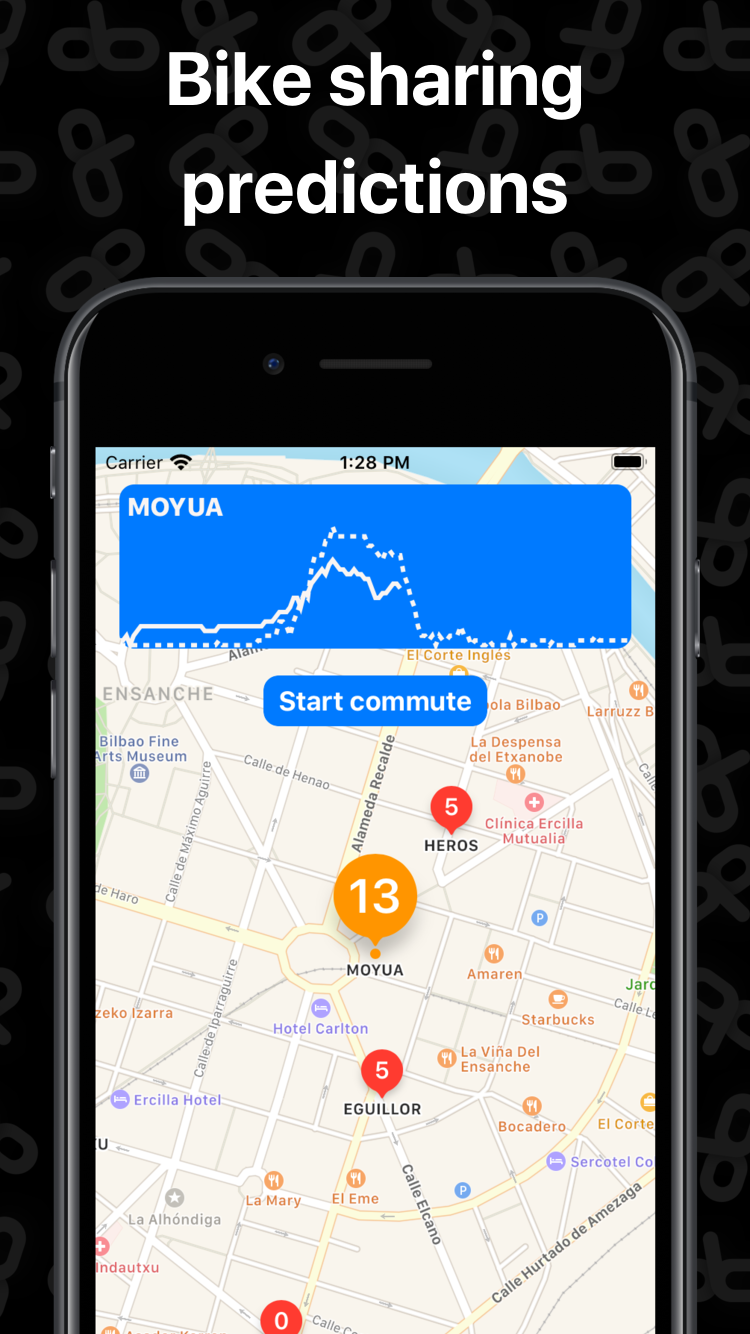 Bike sharing
predictions
Carrier
1:28 PM
MOYUA
El Corte Inglés
ENSANCHE
Start commute
ola Bilbao
Larruzz B
Bilbao Fine
Arts Museum
La Despensa
del Etxanobe
Calle de Henao
Alameda Recalde
Calle de Máximo Aguirre
5
HEROS
Clínica Ercilla
Mutualia
13
de Haro
P
MOYUA
Amaren
Jard
zeko Izarra
Starbucks
Calle Le
Hotel Carlton
Calle de Iparraguirre
La Viña Del
Ensanche
5
EGUILLOR
Ercilla Hotel
Bocadero
El Corte
Sercotel Co
La Mary
El Eme
P
La Alhóndiga
Calle Elcano
Calle Hurtado de Amezaga
Indautxu
0